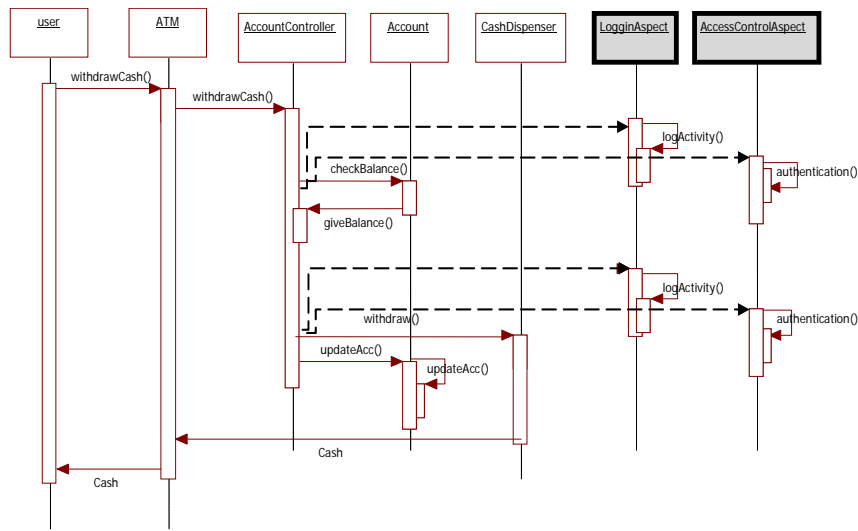 user
ATM
AccountController
Account
CashDispenser
LogginAspect
AccessControlAspect
withdrawCash()
withdrawCash()
logActivity()
checkBalance()
authentication()
giveBalance()
logActivity()
withdraw()
authentication()
updateAcc()
updateAcc()
Cash
Cash